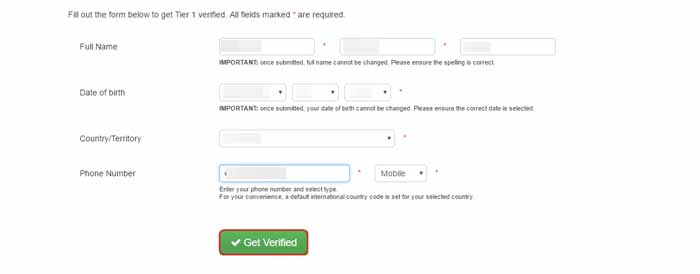 Fill out the form below to get Tier 1 verified. All fields marked * are required.
Full Name * *
IMPORTANT: once submitted, full name cannot be changed. Please ensure the spelling is correct.
Date of birth *
IMPORTANT: once submitted, your date of birth cannot be changed. Please ensure the correct date is selected.
Country/Territory *
Phone Number * Mobile *
Enter your phone number and select type.
For your convenience, a default international country code is set for your selected country.
Get Verified